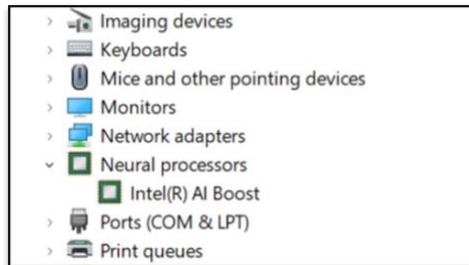 Imaging devices
Keyboards
Mice and other pointing devices
Monitors
Network adapters
Neural processors
Intel(R) AI Boost
Ports (COM & LPT)
Print queues